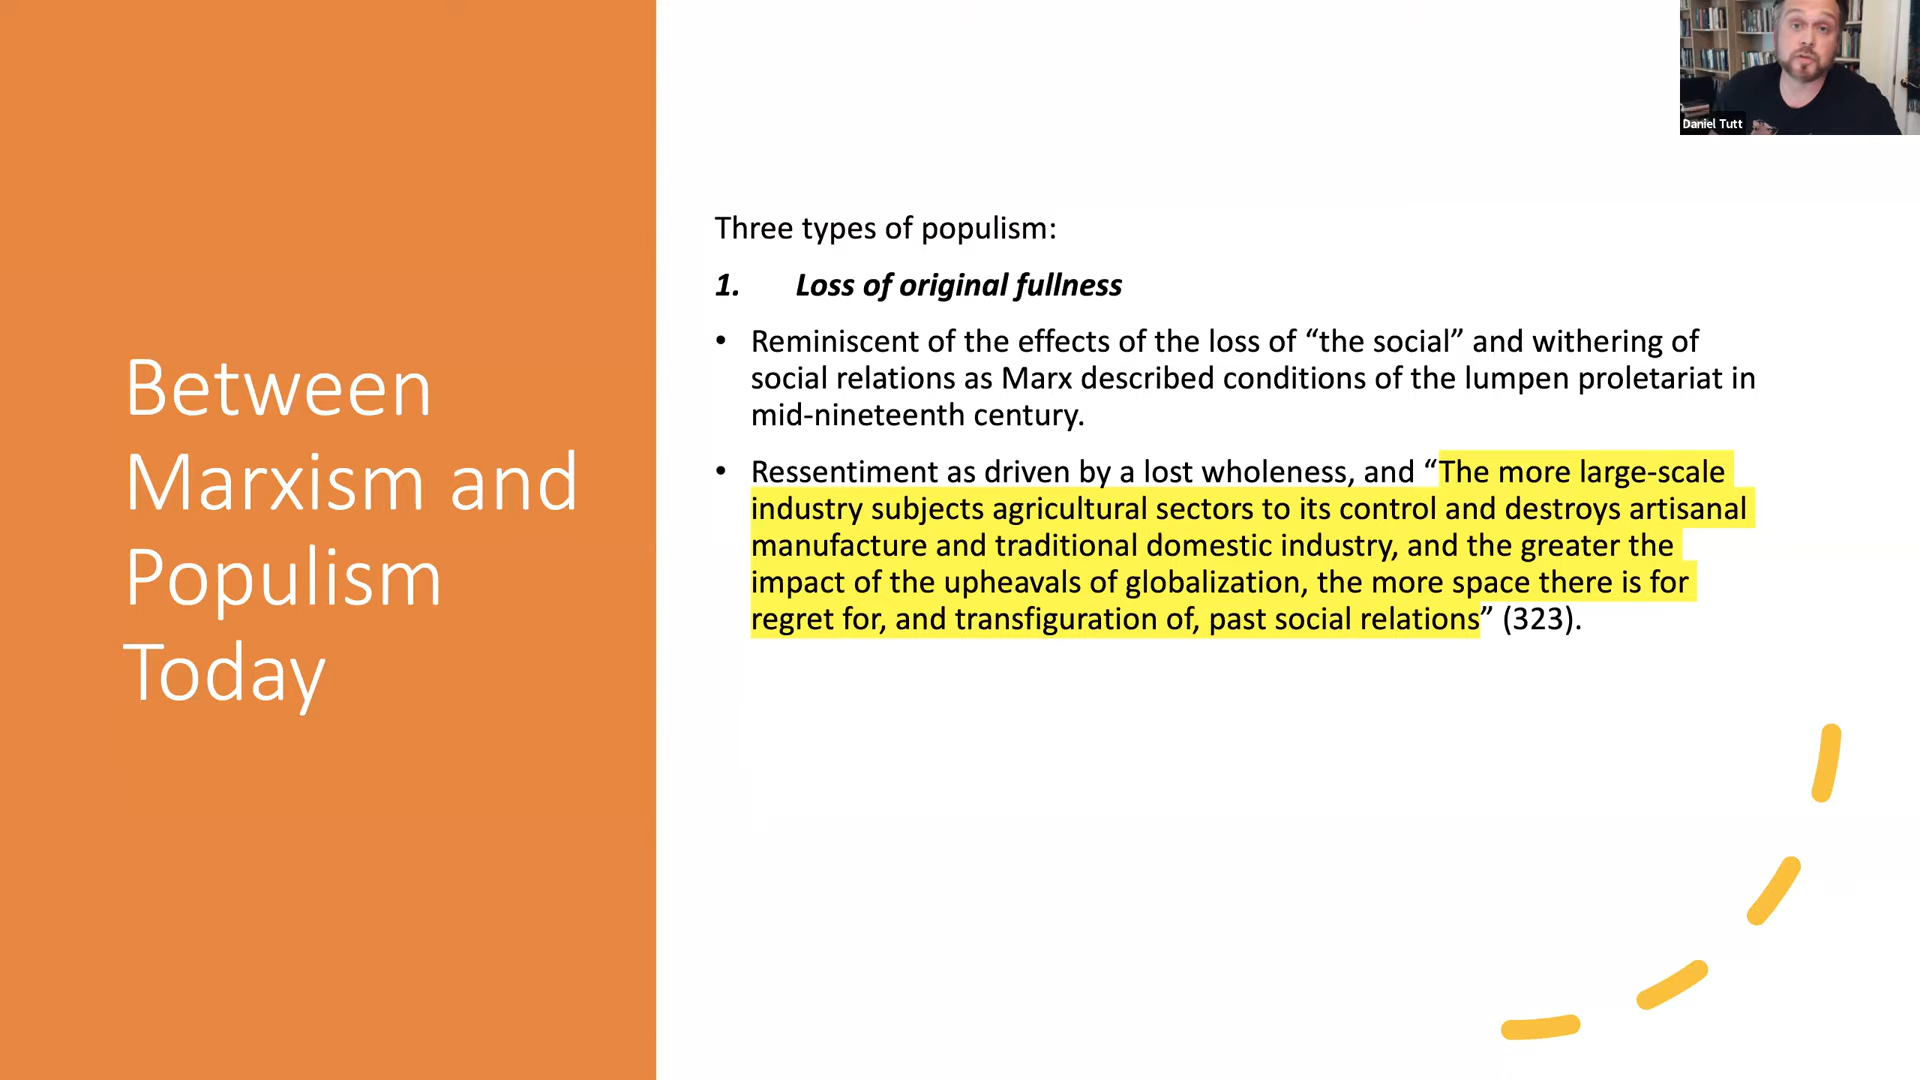 Daniel Tutt
Between
Marxism and
Populism
Today
Three types of populism:
1. Loss of original fullness
• Reminiscent of the effects of the loss of “the social” and withering of
social relations as Marx described conditions of the lumpen proletariat in
mid-nineteenth century.
• Ressentiment as driven by a lost wholeness, and “The more large-scale
industry subjects agricultural sectors to its control and destroys artisanal
manufacture and traditional domestic industry, and the greater the
impact of the upheavals of globalization, the more space there is for
regret for, and transfiguration of, past social relations” (323).